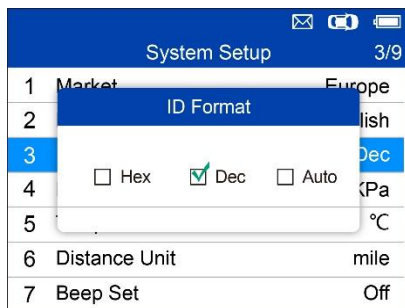 System Setup 3/9
1 Market Europe
ID Format
2
3 Dec
Hex Dec Auto
4 KPa
5 °C
6 Distance Unit mile
7 Beep Set Off